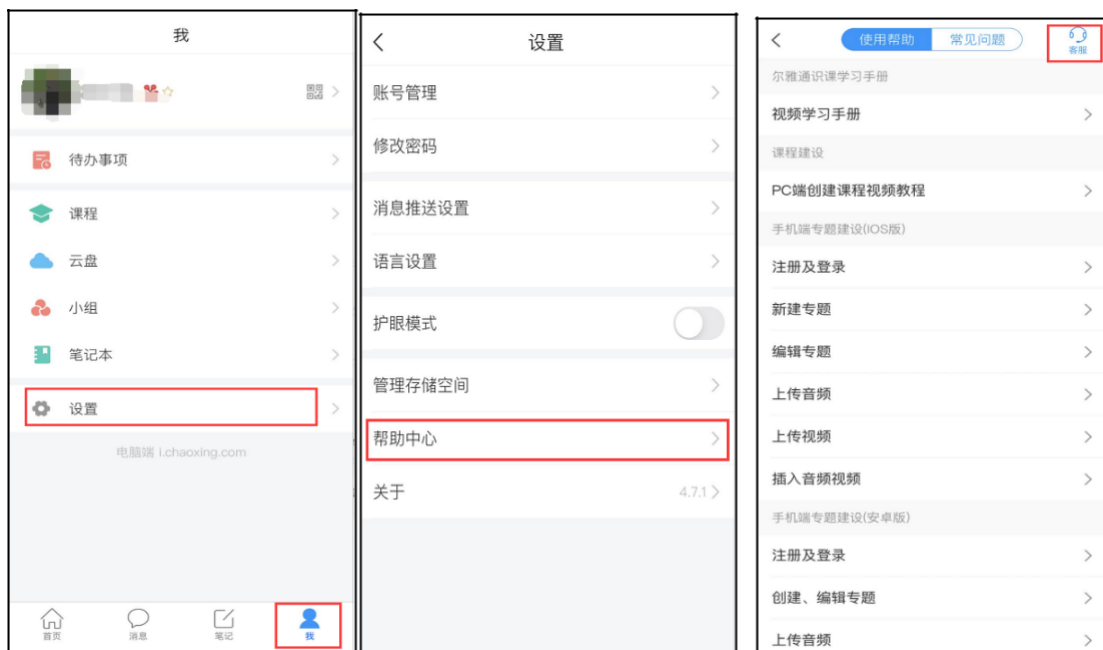 我
待办事项
课程
云盘
小组
笔记本
设置
电脑端 i.chaoxing.com
首页
消息
笔记
我
设置
账号管理
修改密码
消息推送设置
语言设置
护眼模式
管理存储空间
帮助中心
关于 4.7.1
使用帮助 常见问题 客服
尔雅通识课学习手册
视频学习手册
课程建设
PC端创建课程视频教程
手机端专题建设(IOS版)
注册及登录
新建专题
编辑专题
上传音频
上传视频
插入音频视频
手机端专题建设(安卓版)
注册及登录
创建、编辑专题
上传音频